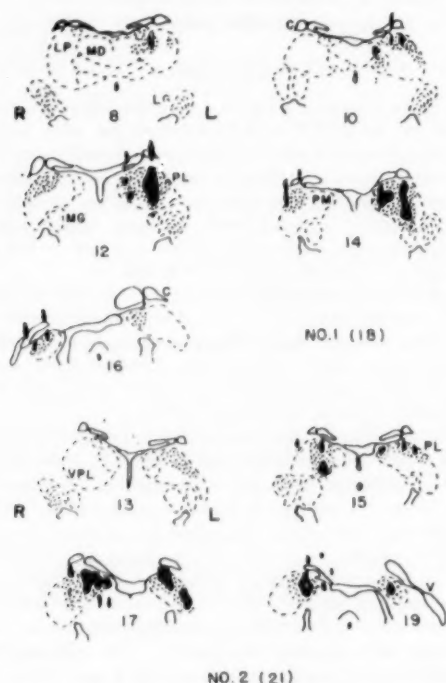 LP MD C
LG
R 8 L 10
PL
MG PM
12 14
C
16 NO.1 (18)
VPL PL
R 13 L 15
V
17 19
NO.2 (21)